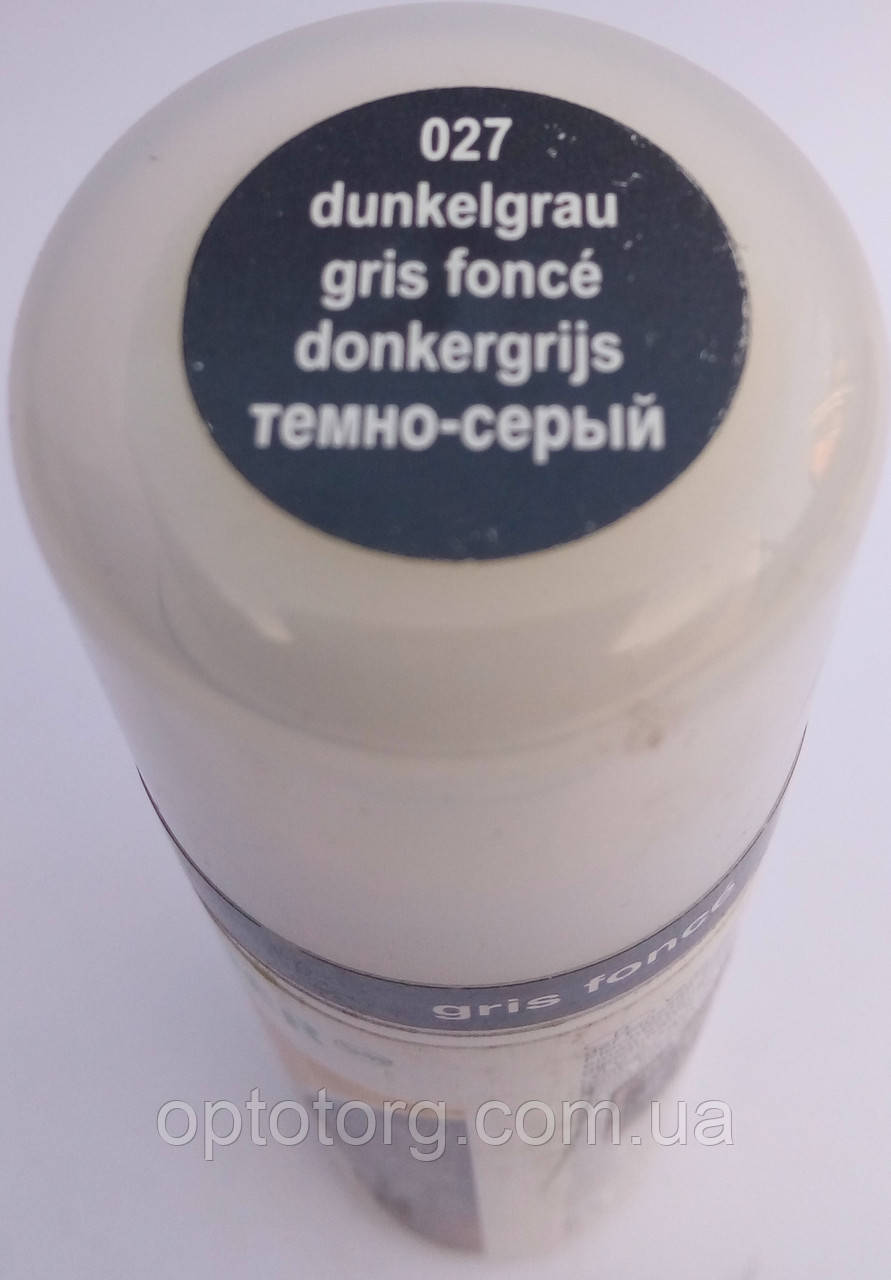 027
dunkelgrau
gris foncé
donkergrijs
темно-серый
gris foncé
optotorg.com.ua